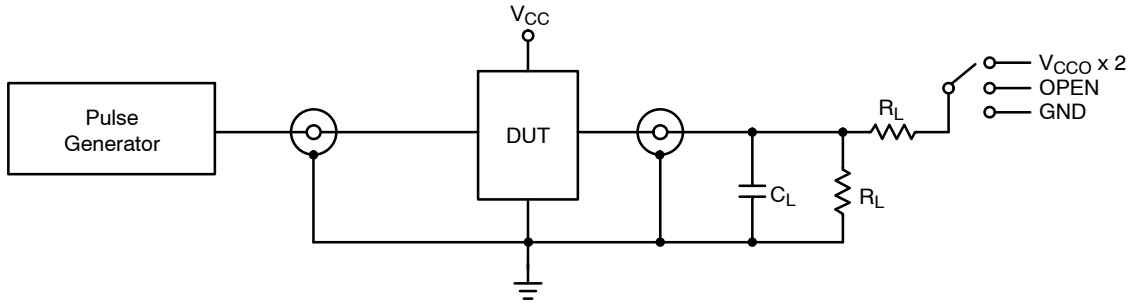 V_CC
V_CCO x 2
OPEN
GND
R_L
Pulse
Generator
DUT
C_L
R_L